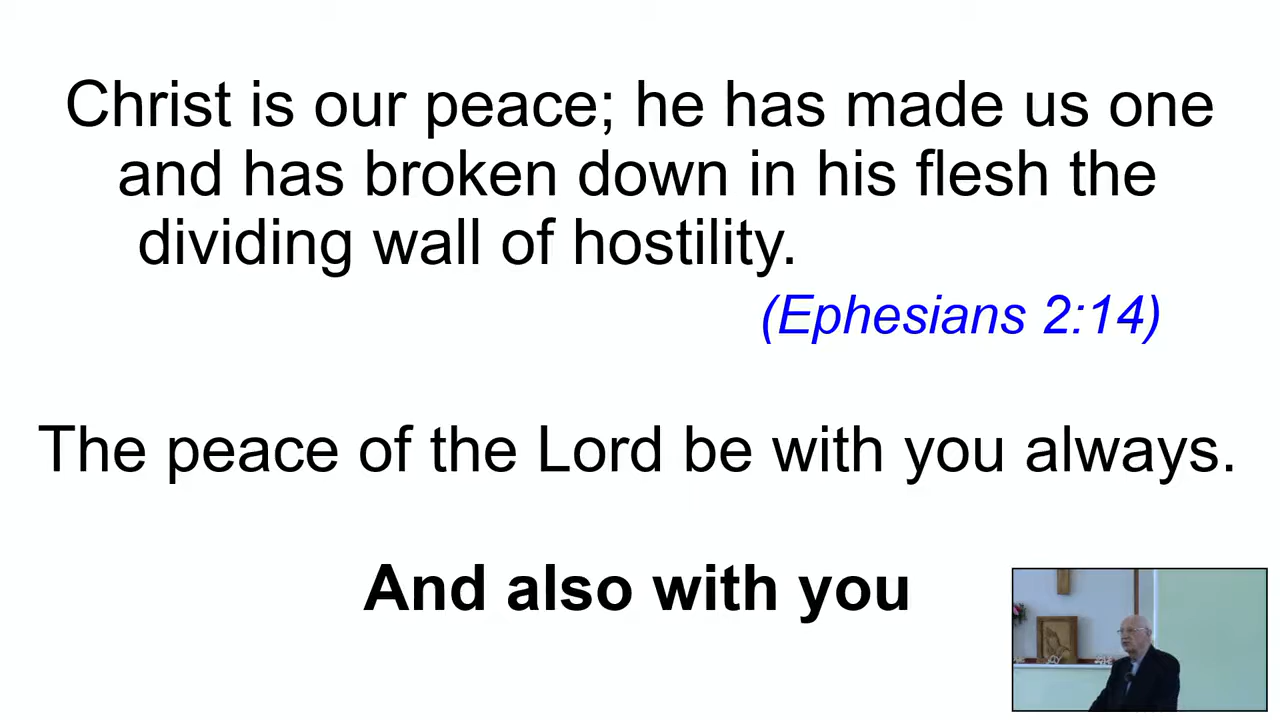 Christ is our peace; he has made us one
and has broken down in his flesh the
dividing wall of hostility.
(Ephesians 2:14)
The peace of the Lord be with you always.
And also with you